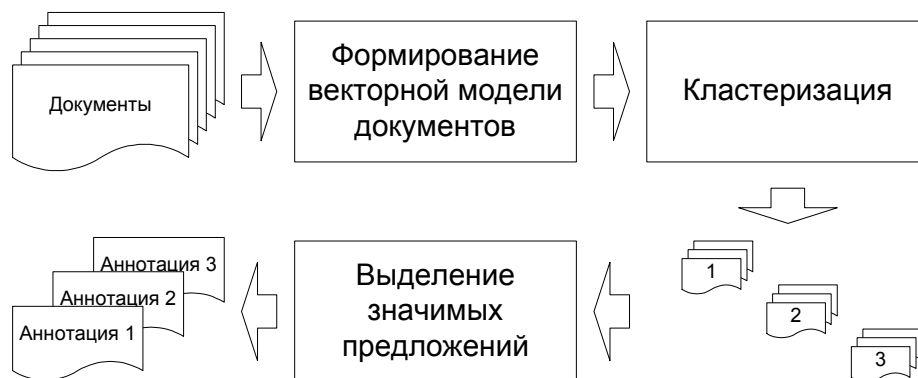 Документы
Формирование
векторной модели
документов
Кластеризация
1
2
3
Выделение
значимых
предложений
Аннотация 3
Аннотация 2
Аннотация 1